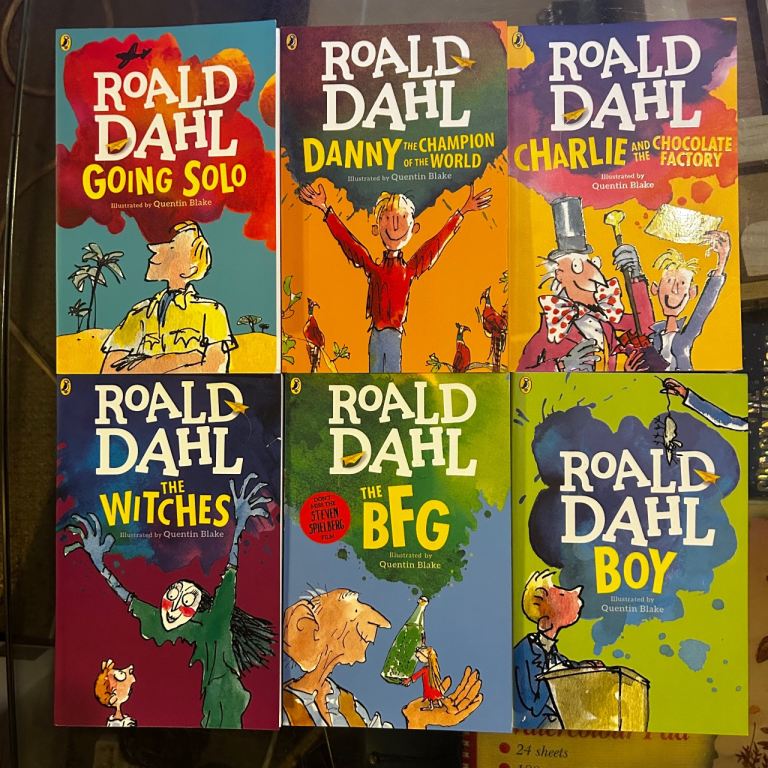 ROALD
DAHL
GOING SOLO
Illustrated by Quentin Blake
ROALD
DAHL
DANNY THE CHAMPION
OF THE WORLD
Illustrated by Quentin Blake
ROALD
DAHL
CHARLIE AND THE CHOCOLATE
FACTORY
Illustrated by
Quentin Blake
ROALD
DAHL
THE
WITCHES
Illustrated by Quentin Blake
ROALD
DAHL
THE
BFG
STEVEN
SPIELBERG
FILM
Illustrated by
Quentin Blake
ROALD
DAHL
BOY
Illustrated by
Quentin Blake
Watercolour Pad
24 sheets